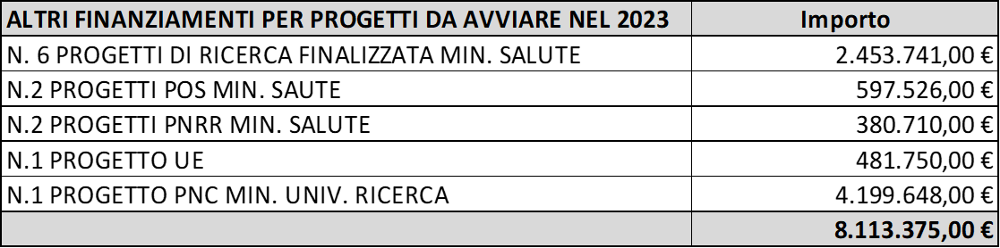 ALTRI FINANZIAMENTI PER PROGETTI DA AVVIARE NEL 2023 Importo
N. 6 PROGETTI DI RICERCA FINALIZZATA MIN. SALUTE 2.453.741,00 €
N.2 PROGETTI POS MIN. SAUTE 597.526,00 €
N.2 PROGETTI PNRR MIN. SALUTE 380.710,00 €
N.1 PROGETTO UE 481.750,00 €
N.1 PROGETTO PNC MIN. UNIV. RICERCA 4.199.648,00 €
8.113.375,00 €